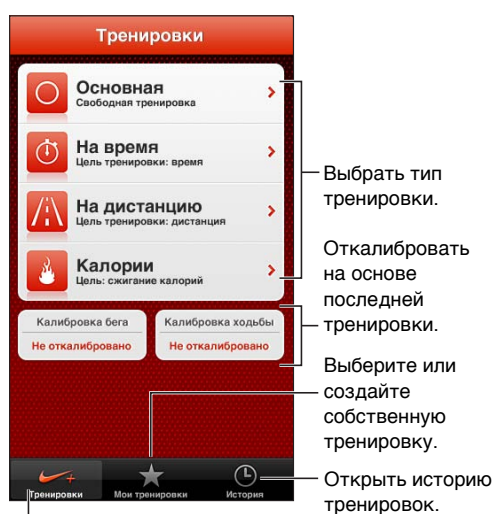 Тренировки
Основная
Свободная тренировка
На время
Цель тренировки: время
На дистанцию
Цель тренировки: дистанция
Калории
Цель: сжигание калорий
Калибровка бега
Не откалибровано
Калибровка ходьбы
Не откалибровано
Тренировки
Мои тренировки
История
Выбрать тип
тренировки.
Откалибровать
на основе
последней
тренировки.
Выберите или
создайте
собственную
тренировку.
Открыть историю
тренировок.